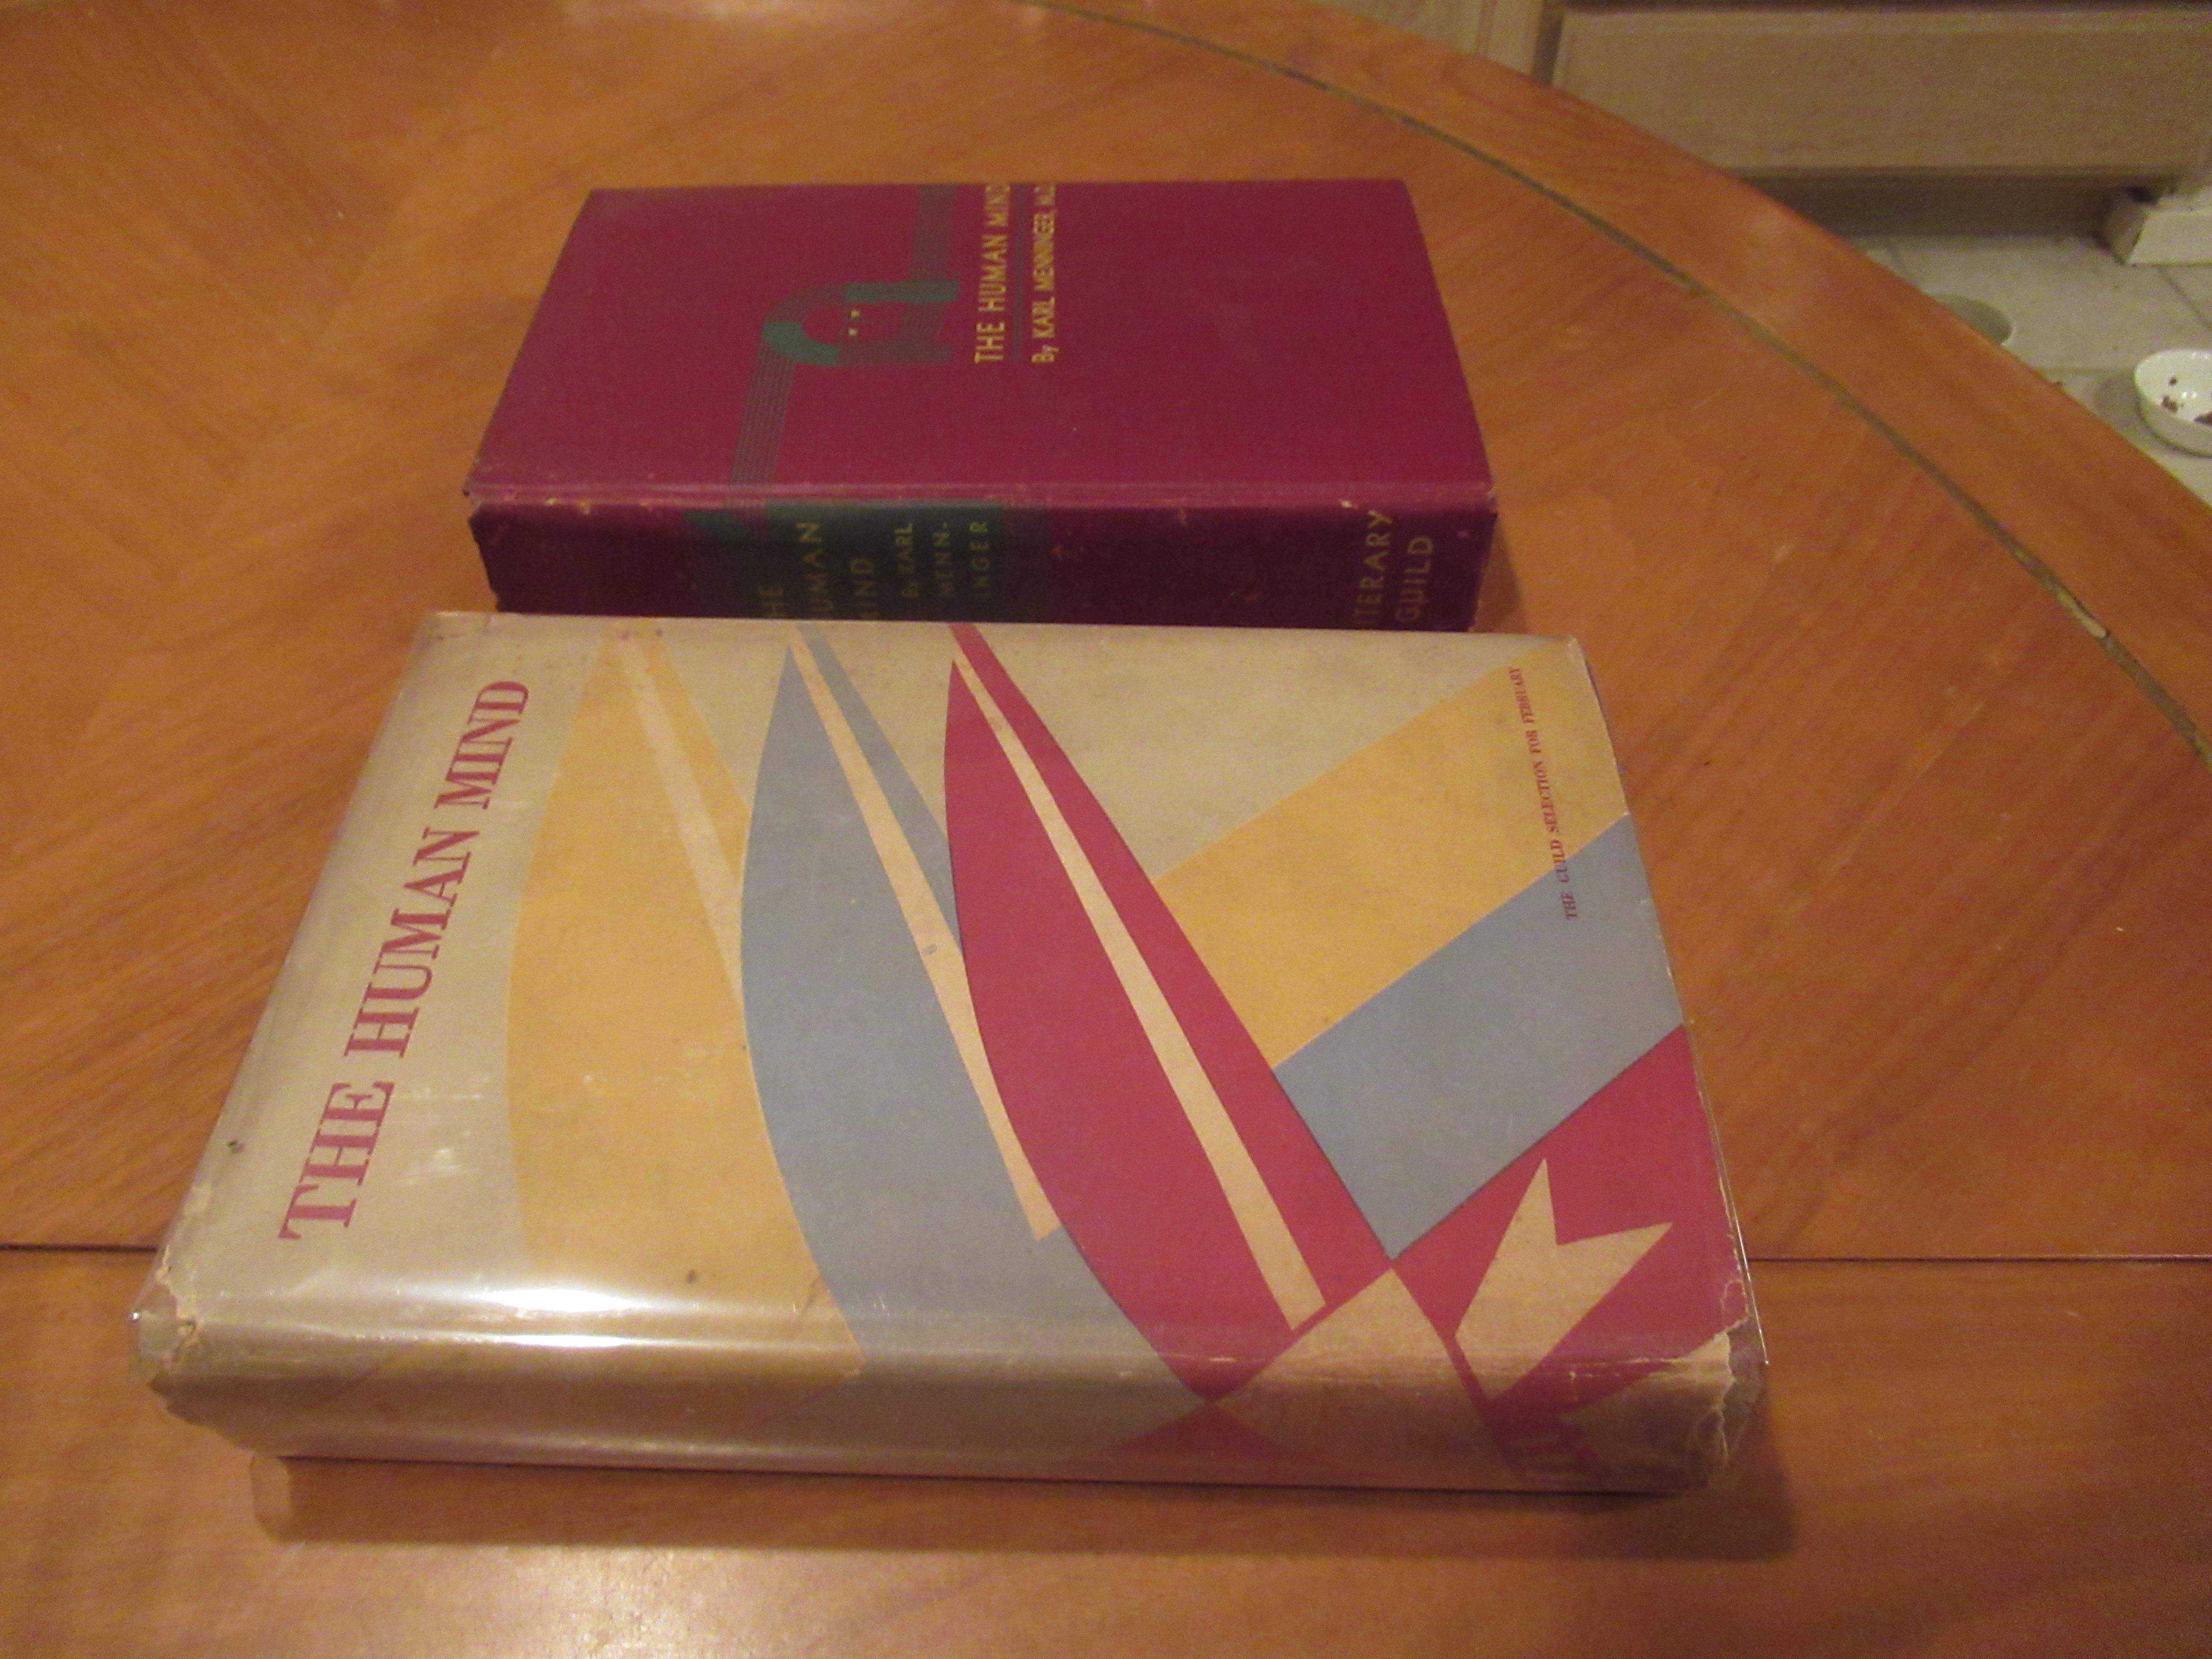 THE HUMAN MIND
By KARL MENNINGER, M.D.
THE
HUMAN
MIND
By KARL
MENN-
INGER
LITERARY
GUILD
THE HUMAN MIND
THE GUILD SELECTION FOR FEBRUARY